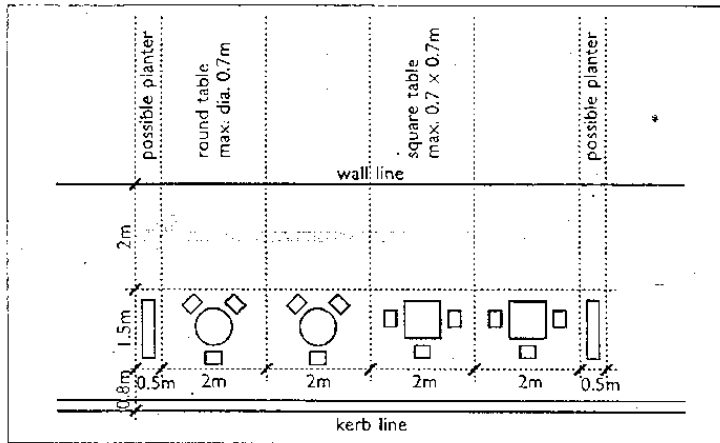 possible planter
round table
max: dia. 0.7m
square table
max. 0.7 x 0.7m
possible planter
wall line
2m
1.5m
0.8m
0.5m
2m
2m
2m
2m
0.5m
kerb line